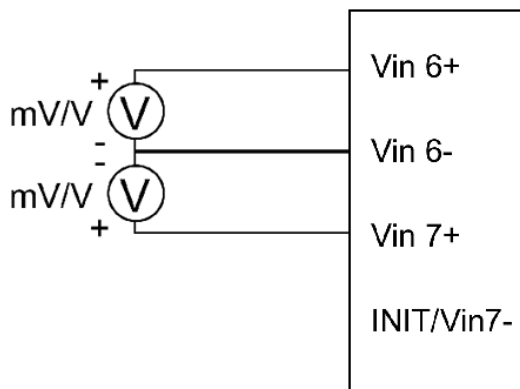 Vin 6+
+
mV/V V
-
Vin 6-
-
mV/V V
+
Vin 7+
INIT/Vin7-